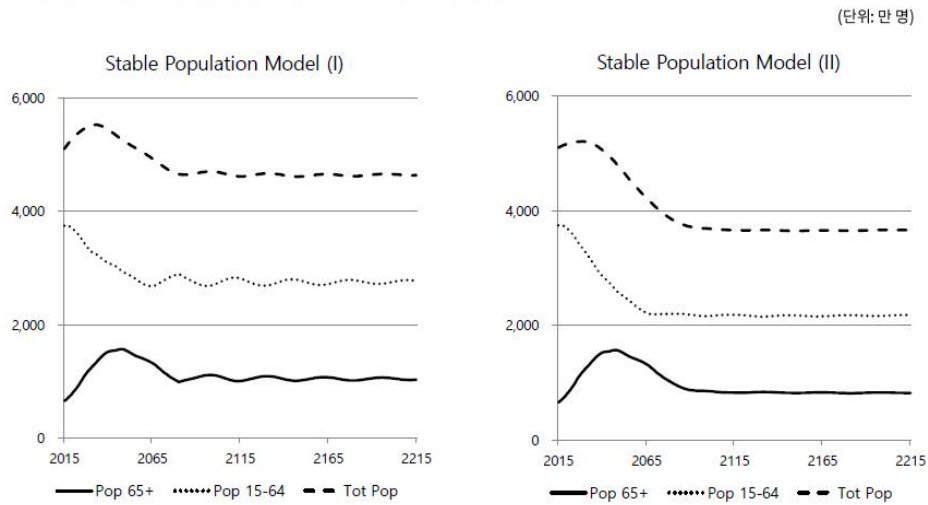 (단위: 만 명)
Stable Population Model (I)
6,000
4,000
2,000
0
2015 2065 2115 2165 2215
Pop 65+ Pop 15-64 Tot Pop
Stable Population Model (II)
6,000
4,000
2,000
0
2015 2065 2115 2165 2215
Pop 65+ Pop 15-64 Tot Pop